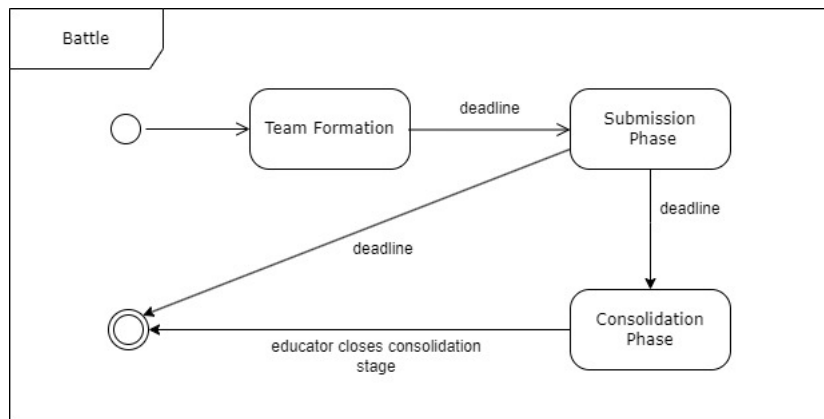 Battle
Team Formation
deadline
Submission
Phase
deadline
deadline
Consolidation
Phase
educator closes consolidation
stage